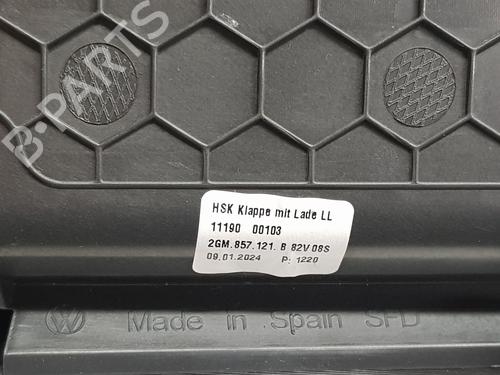 B-PARTS
HSK Klappe mit Lade LL
11190 00103
2GM.857.121. B 82V 08S
09.01.2024 P: 1220
Made in Spain SFD